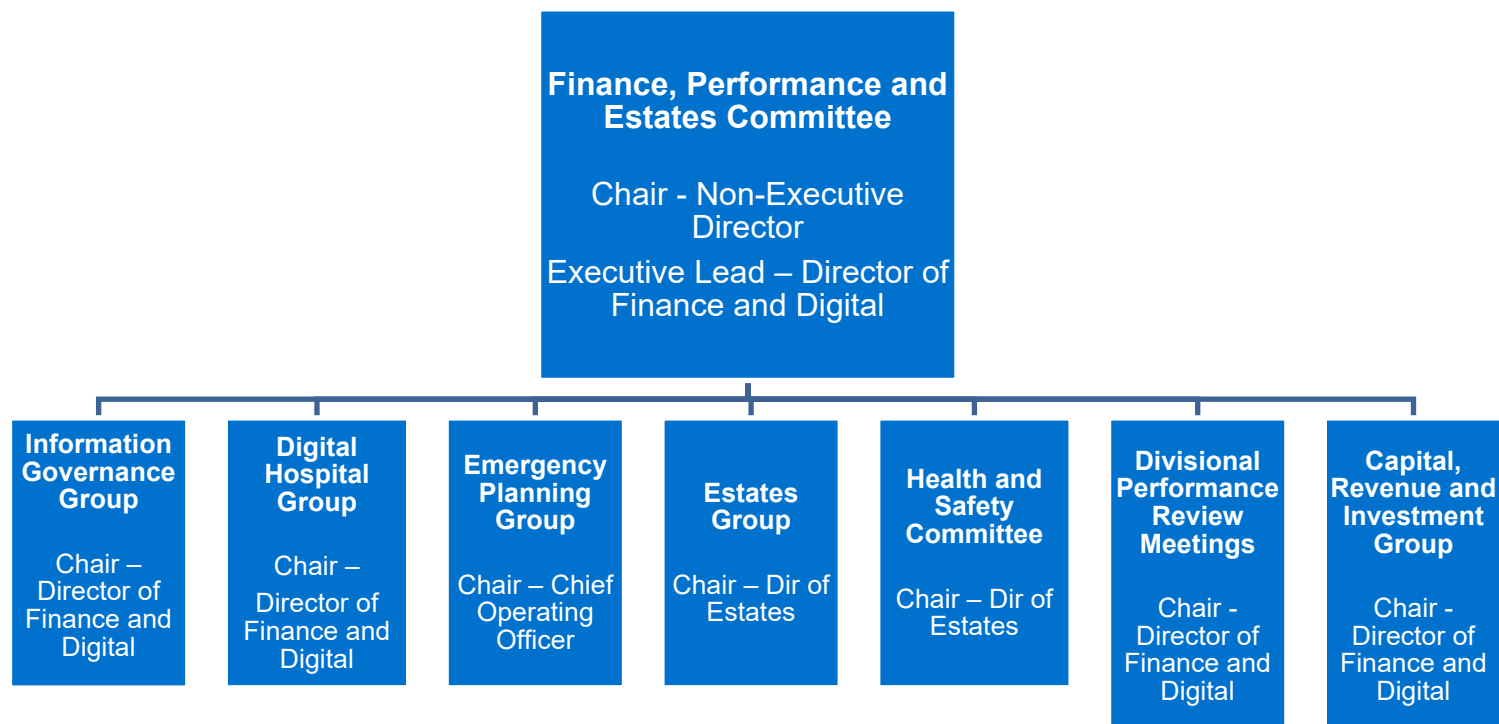 Finance, Performance and
Estates Committee
Chair - Non-Executive
Director
Executive Lead – Director of
Finance and Digital
Information
Governance
Group
Chair –
Director of
Finance and
Digital
Digital
Hospital
Group
Chair –
Director of
Finance and
Digital
Emergency
Planning
Group
Chair – Chief
Operating
Officer
Estates
Group
Chair – Dir of
Estates
Health and
Safety
Committee
Chair – Dir of
Estates
Divisional
Performance
Review
Meetings
Chair -
Director of
Finance and
Digital
Capital,
Revenue and
Investment
Group
Chair -
Director of
Finance and
Digital